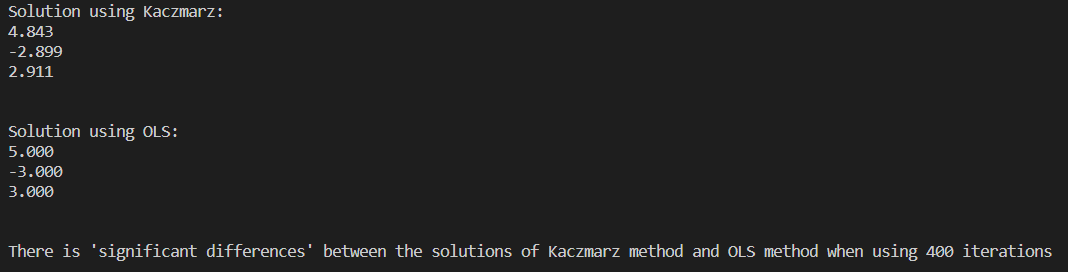 Solution using Kaczmarz:
4.843
-2.899
2.911
Solution using OLS:
5.000
-3.000
3.000
There is 'significant differences' between the solutions of Kaczmarz method and OLS method when using 400 iterations